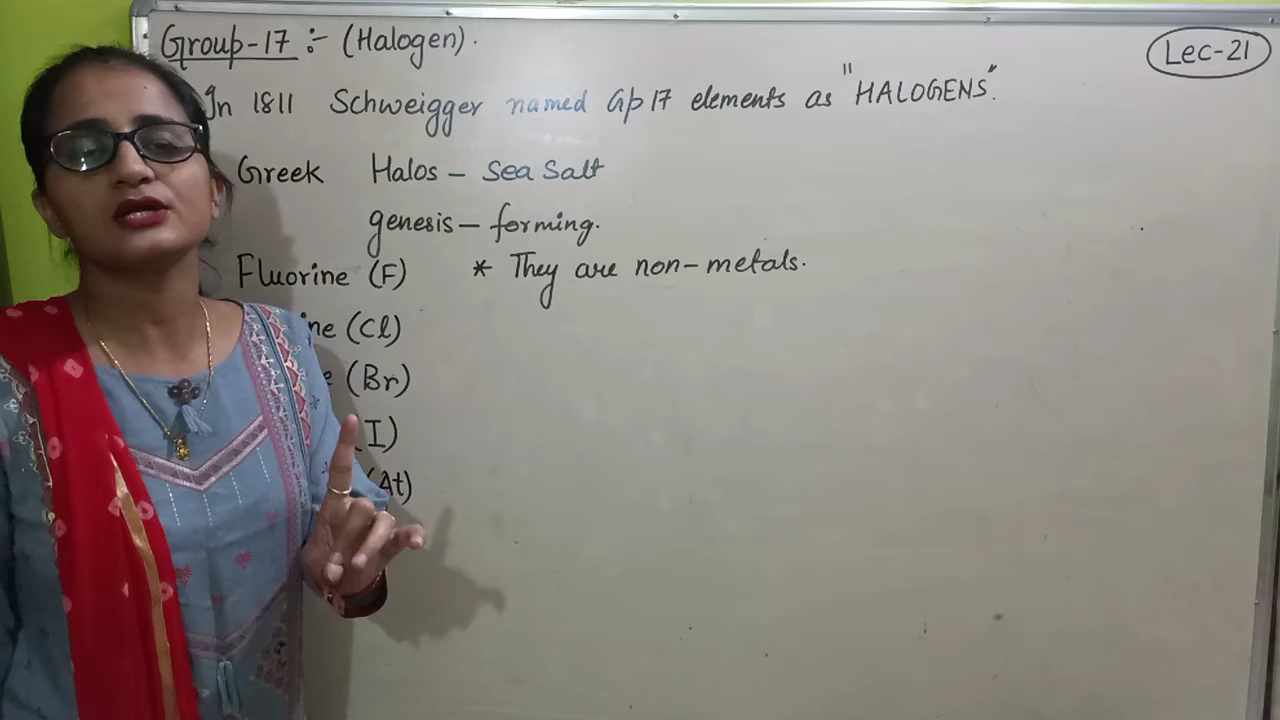 Group-17 :- (Halogen).
Lec-21
In 1811 Schweigger named Gp 17 elements as "HALOGENS".
Greek Halos - Sea Salt
genesis - forming.
Fluorine (F) * They are non-metals.
ine (Cl)
e (Br)
(I)
(At)